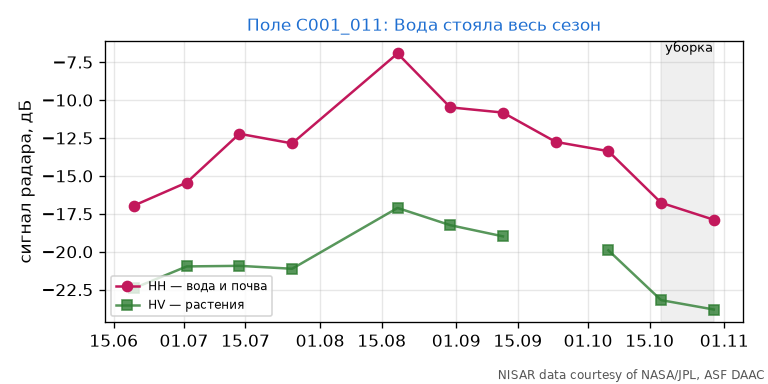 Поле C001_011: Вода стояла весь сезон
уборка
сигнал радара, дБ
−7.5
−10.0
−12.5
−15.0
−17.5
−20.0
−22.5
HH — вода и почва
HV — растения
15.06 01.07 15.07 01.08 15.08 01.09 15.09 01.10 15.10 01.11
NISAR data courtesy of NASA/JPL, ASF DAAC